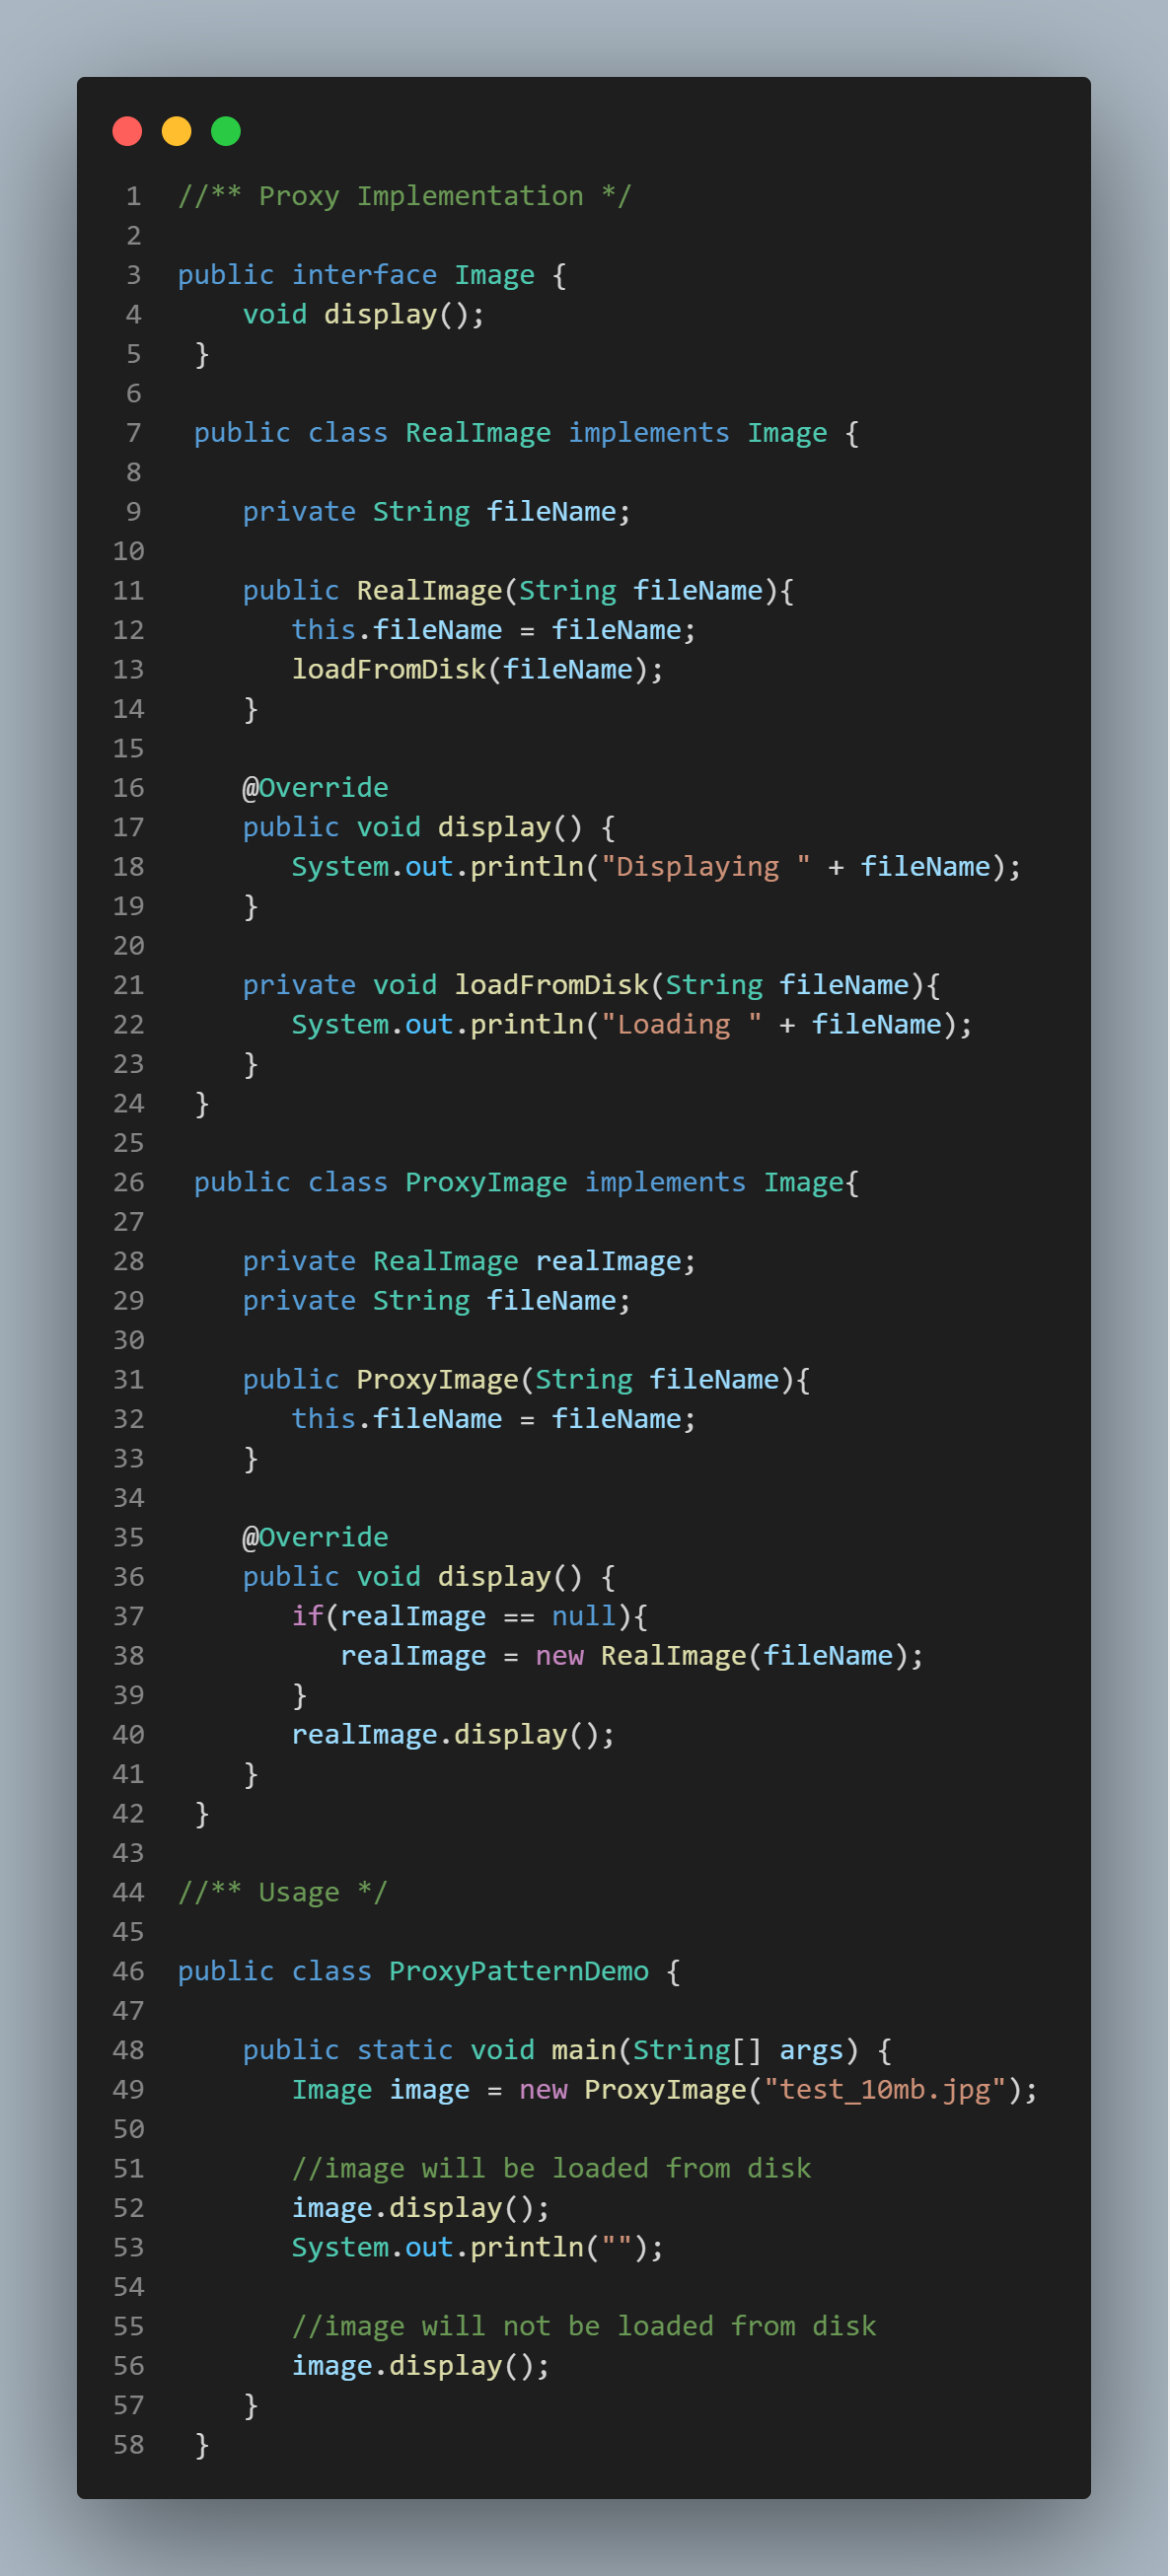 1 //** Proxy Implementation */
2
3 public interface Image {
4     void display();
5  }
6
7  public class RealImage implements Image {
8
9     private String fileName;
10
11     public RealImage(String fileName){
12        this.fileName = fileName;
13        loadFromDisk(fileName);
14     }
15
16     @Override
17     public void display() {
18        System.out.println("Displaying " + fileName);
19     }
20
21     private void loadFromDisk(String fileName){
22        System.out.println("Loading " + fileName);
23     }
24  }
25
26  public class ProxyImage implements Image{
27
28     private RealImage realImage;
29     private String fileName;
30
31     public ProxyImage(String fileName){
32        this.fileName = fileName;
33     }
34
35     @Override
36     public void display() {
37        if(realImage == null){
38           realImage = new RealImage(fileName);
39        }
40        realImage.display();
41     }
42  }
43
44 //** Usage */
45
46 public class ProxyPatternDemo {
47
48     public static void main(String[] args) {
49        Image image = new ProxyImage("test_10mb.jpg");
50
51        //image will be loaded from disk
52        image.display();
53        System.out.println("");
54
55        //image will not be loaded from disk
56        image.display();
57     }
58  }